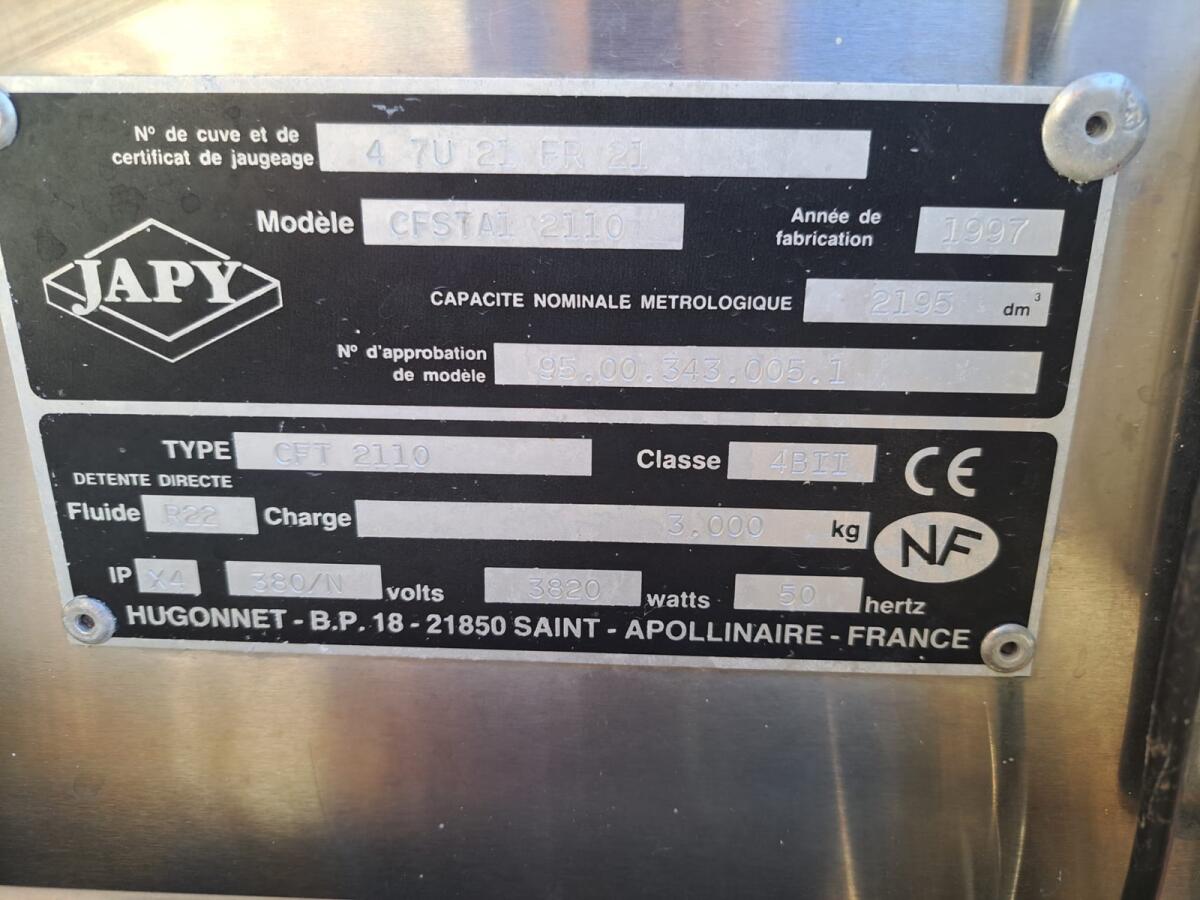 N° de cuve et de
certificat de jaugeage 4 7U 21 FR 21
Modèle CFSTA1 2110 Année de fabrication 1997
JAPY
CAPACITE NOMINALE METROLOGIQUE 2195 dm³
N° d'approbation
de modèle 95.00.343.005.1
TYPE CFT 2110 Classe 4BII CE
DETENTE DIRECTE
Fluide R22 Charge 3,000 kg NF
IP X4 380/N volts 3820 watts 50 hertz
HUGONNET - B.P. 18 - 21850 SAINT - APOLLINAIRE - FRANCE